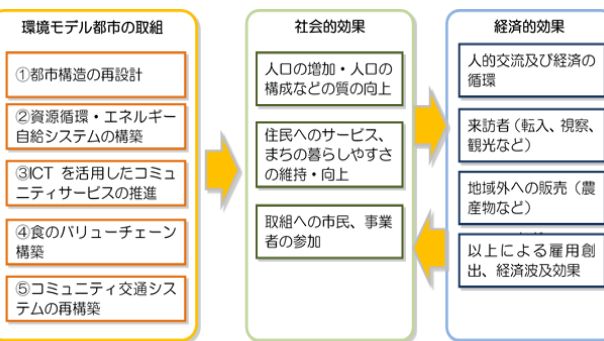 環境モデル都市の取組
①都市構造の再設計
②資源循環・エネルギー
自給システムの構築
③ICT を活用したコミュ
ニティサービスの推進
④食のバリューチェーン
構築
⑤コミュニティ交通シス
テムの再構築
社会的効果
人口の増加・人口の
構成などの質の向上
住民へのサービス、
まちの暮らしやすさ
の維持・向上
取組への市民、事業
者の参加
経済的効果
人的交流及び経済の
循環
来訪者（転入、視察、
観光など）
地域外への販売（農
産物など）
以上による雇用創
出、経済波及効果